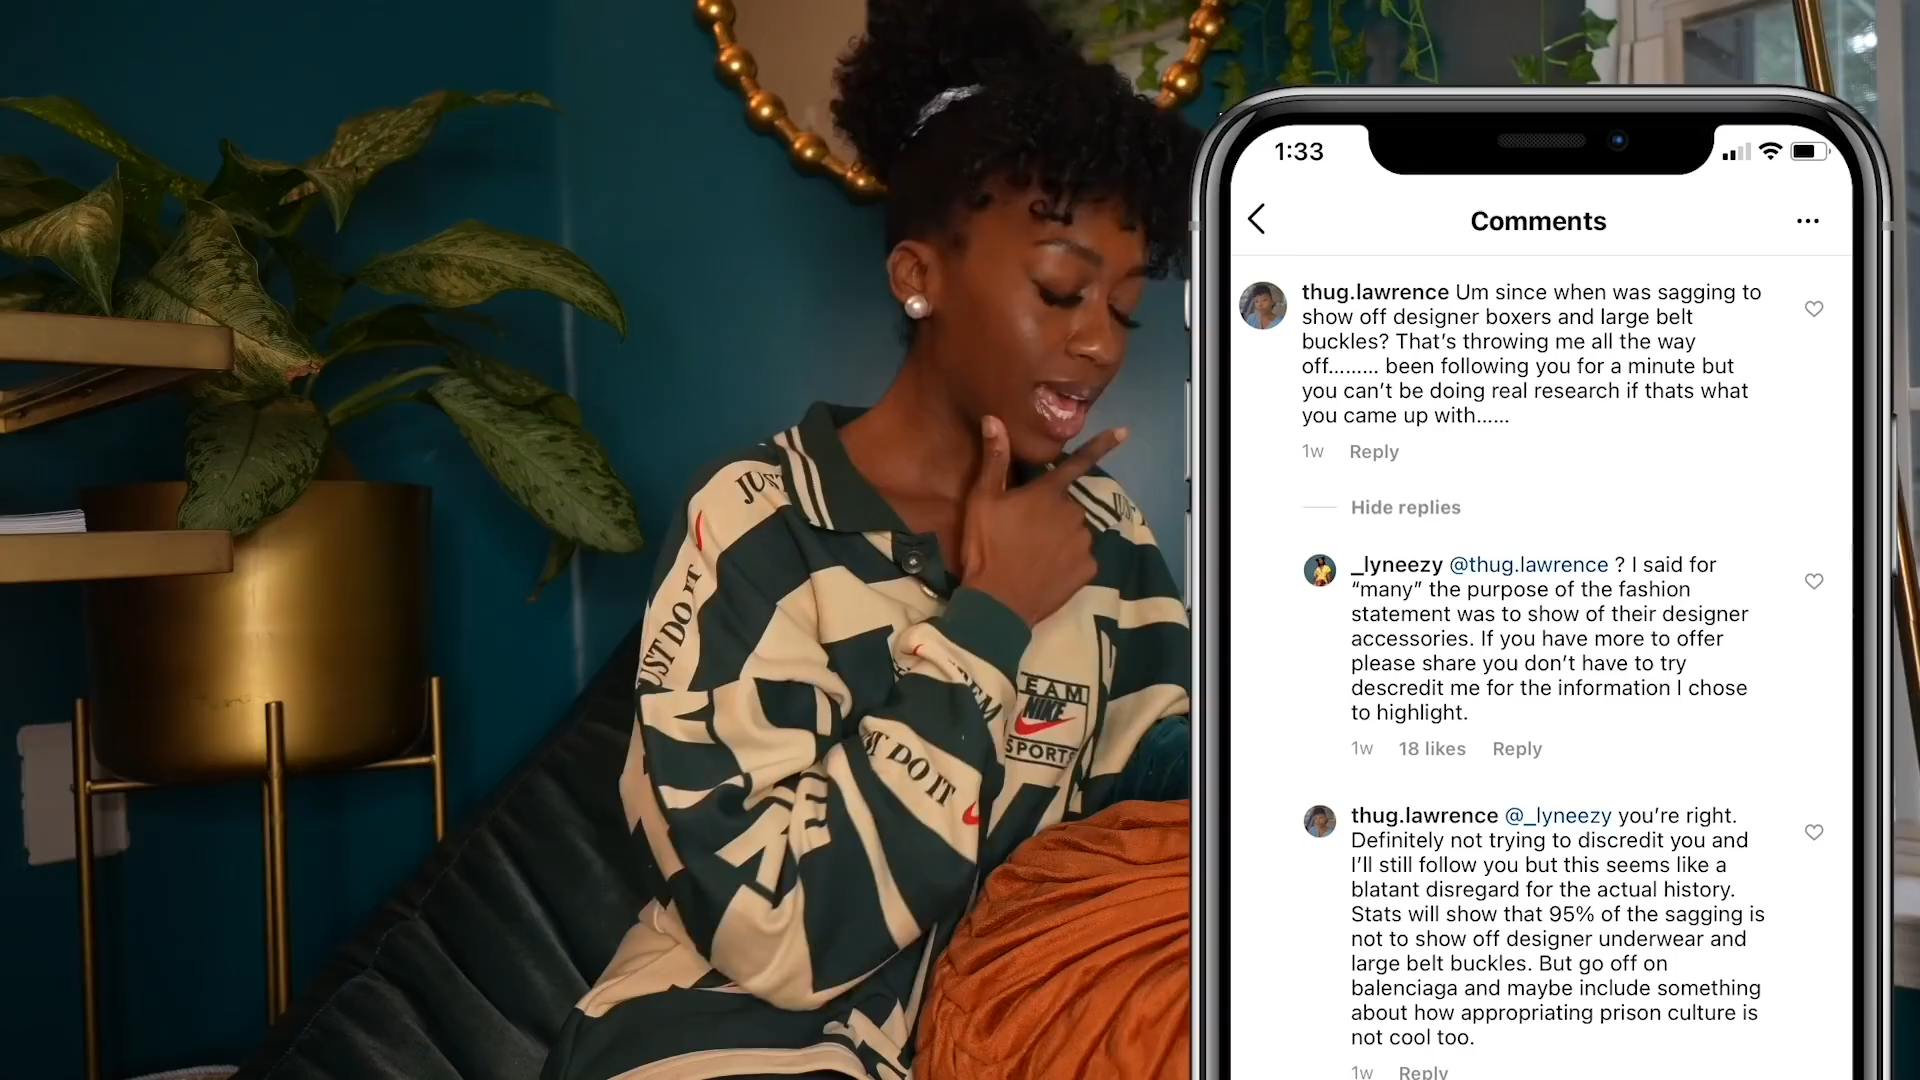 1:33
Comments
thug.lawrence Um since when was sagging to
show off designer boxers and large belt
buckles? That's throwing me all the way
off......... been following you for a minute but
you can't be doing real research if thats what
you came up with......
1w Reply
Hide replies
_lyneezy @thug.lawrence ? I said for
“many” the purpose of the fashion
statement was to show of their designer
accessories. If you have more to offer
please share you don't have to try
descredit me for the information I chose
to highlight.
1w 18 likes Reply
thug.lawrence @_lyneezy you're right.
Definitely not trying to discredit you and
I'll still follow you but this seems like a
blatant disregard for the actual history.
Stats will show that 95% of the sagging is
not to show off designer underwear and
large belt buckles. But go off on
balenciaga and maybe include something
about how appropriating prison culture is
not cool too.
1w Reply
JUST
JUST DO IT
EAM
NIKE
SPORTS
T DO IT